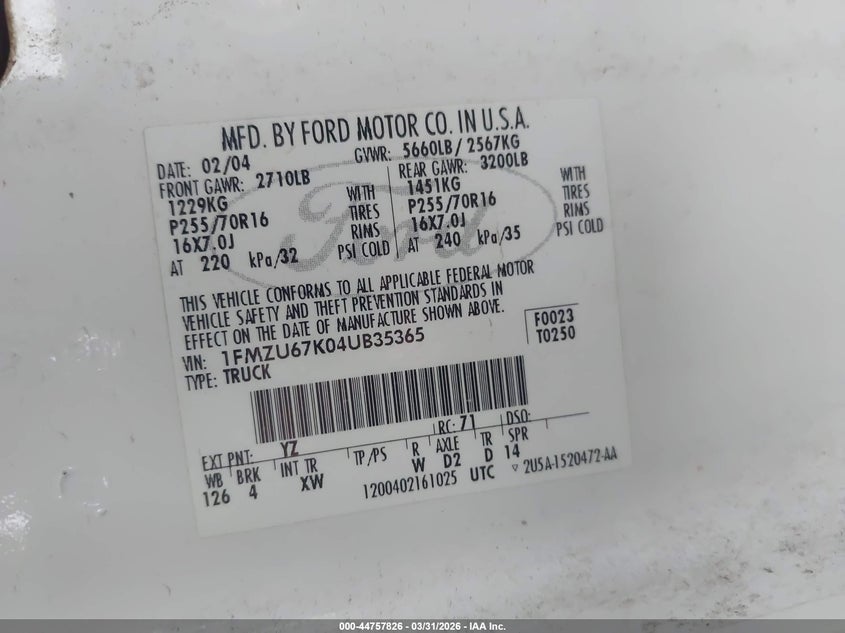 MFD. BY FORD MOTOR CO. IN U.S.A.
DATE: 02/04 GVWR: 5660LB/2567KG
FRONT GAWR: 2710LB REAR GAWR: 3200LB
1229KG WITH 1451KG WITH
P255/70R16 TIRES P255/70R16 TIRES
16X7.0J RIMS 16X7.0J RIMS
AT 220 kPa/32 PSI COLD AT 240 kPa/35 PSI COLD
Ford
THIS VEHICLE CONFORMS TO ALL APPLICABLE FEDERAL MOTOR
VEHICLE SAFETY AND THEFT PREVENTION STANDARDS IN
EFFECT ON THE DATE OF MANUFACTURE SHOWN ABOVE.
VIN: 1FMZU67K04UB35365 F0023
TYPE: TRUCK T0250
EXT PNT: YZ RC: 71 DSO:
WB BRK INT TR TP/PS R AXLE TR SPR
126 4 XW W D2 D 14
1200402161025 UTC ▽ 2U5A-1520472-AA
000-44757826 - 03/31/2026 - IAA Inc.